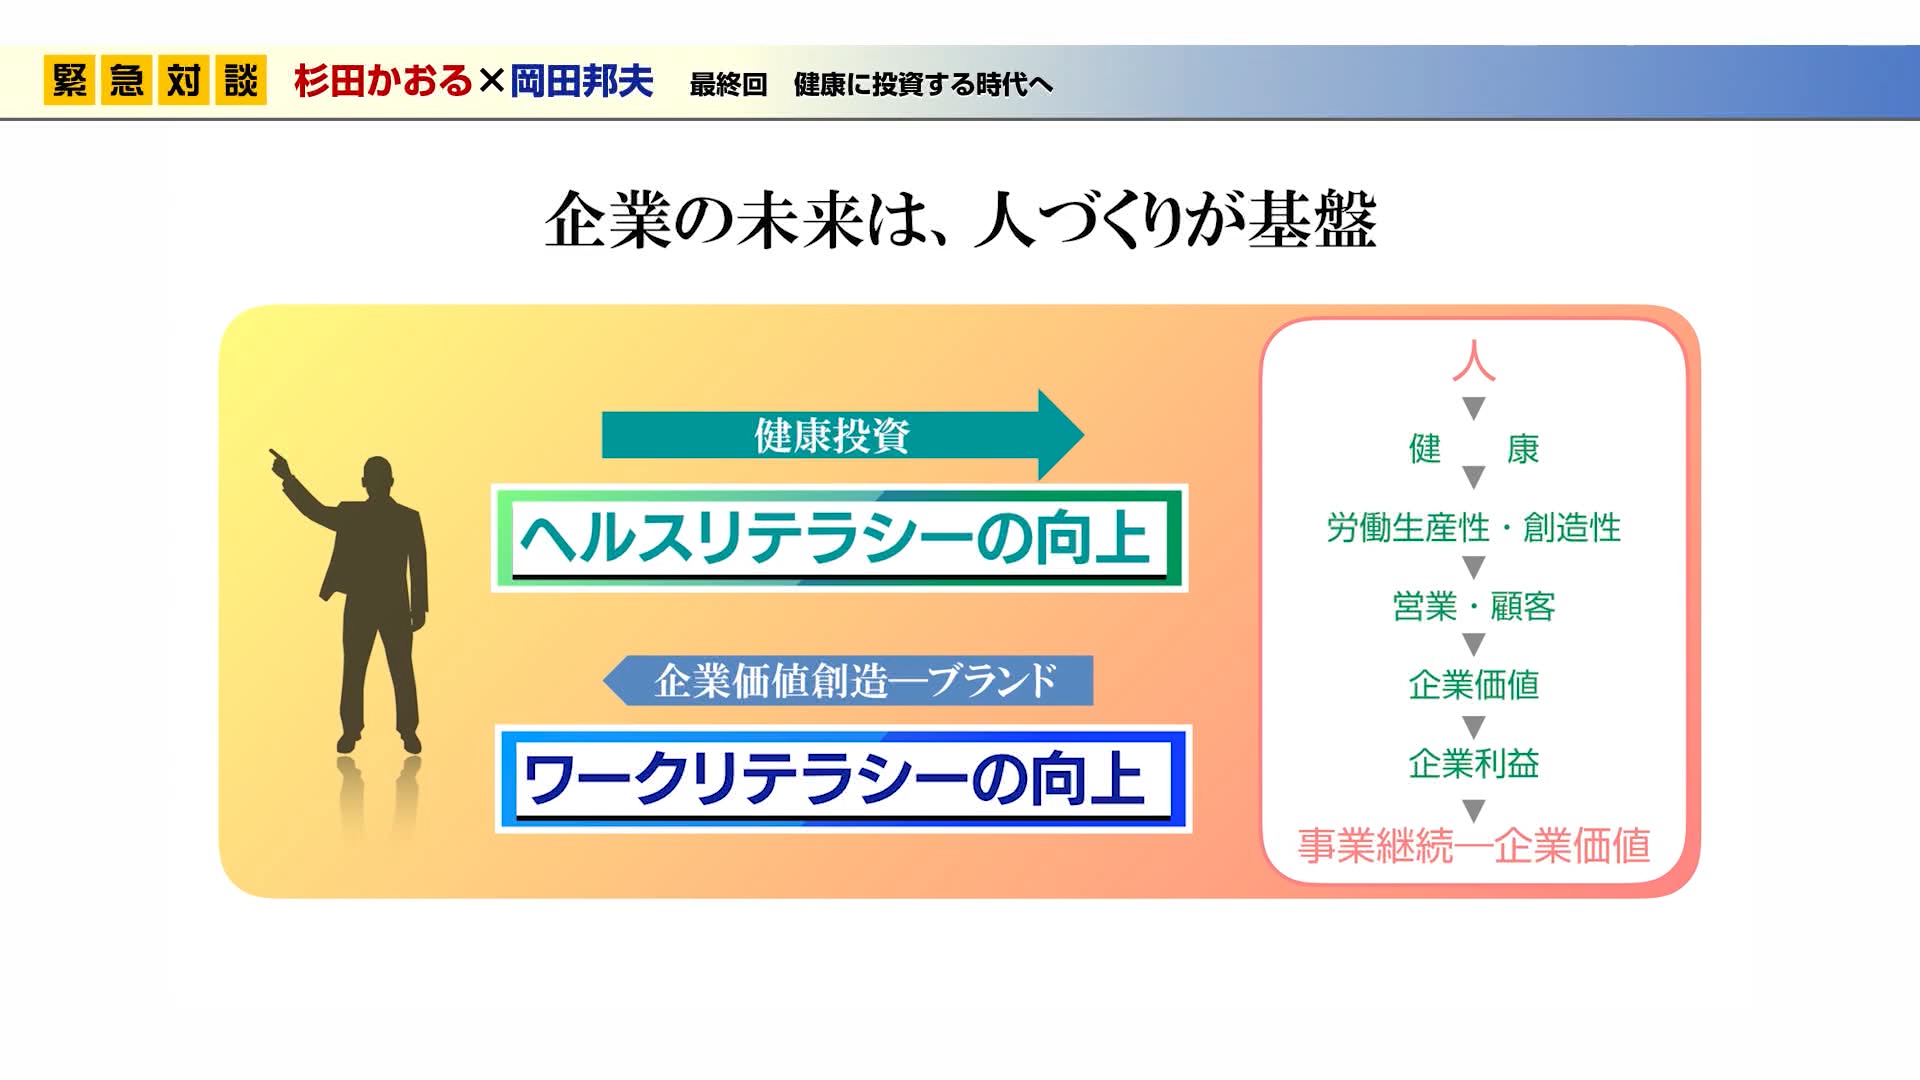 緊急対談 杉田かおる×岡田邦夫 最終回 健康に投資する時代へ
企業の未来は、人づくりが基盤
健康投資
ヘルスリテラシーの向上
企業価値創造―ブランド
ワークリテラシーの向上
人
▼
健 康
▼
労働生産性・創造性
▼
営業・顧客
▼
企業価値
▼
企業利益
▼
事業継続―企業価値